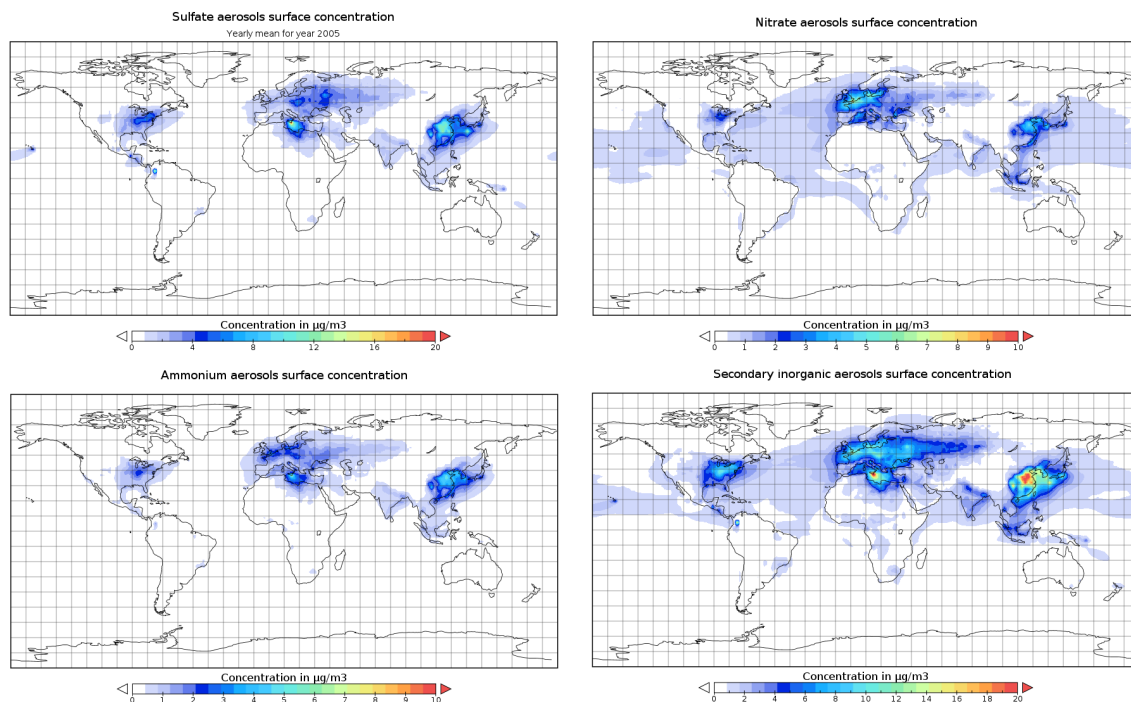 Sulfate aerosols surface concentration
Yearly mean for year 2005
Concentration in µg/m3
0 4 8 12 16 20
Nitrate aerosols surface concentration
Concentration in µg/m3
0 1 2 3 4 5 6 7 8 9 10
Ammonium aerosols surface concentration
Concentration in µg/m3
0 1 2 3 4 5 6 7 8 9 10
Secondary inorganic aerosols surface concentration
Concentration in µg/m3
0 2 4 6 8 10 12 14 16 18 20